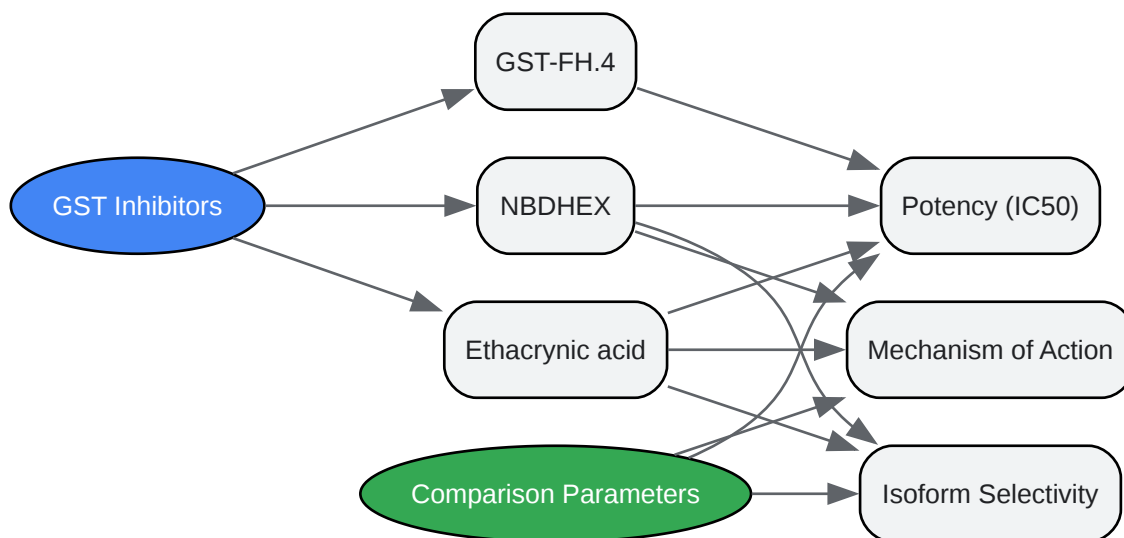 GST-FH.4
GST Inhibitors
NBDHEX
Potency (IC50)
Ethacrynic acid
Mechanism of Action
Comparison Parameters
Isoform Selectivity